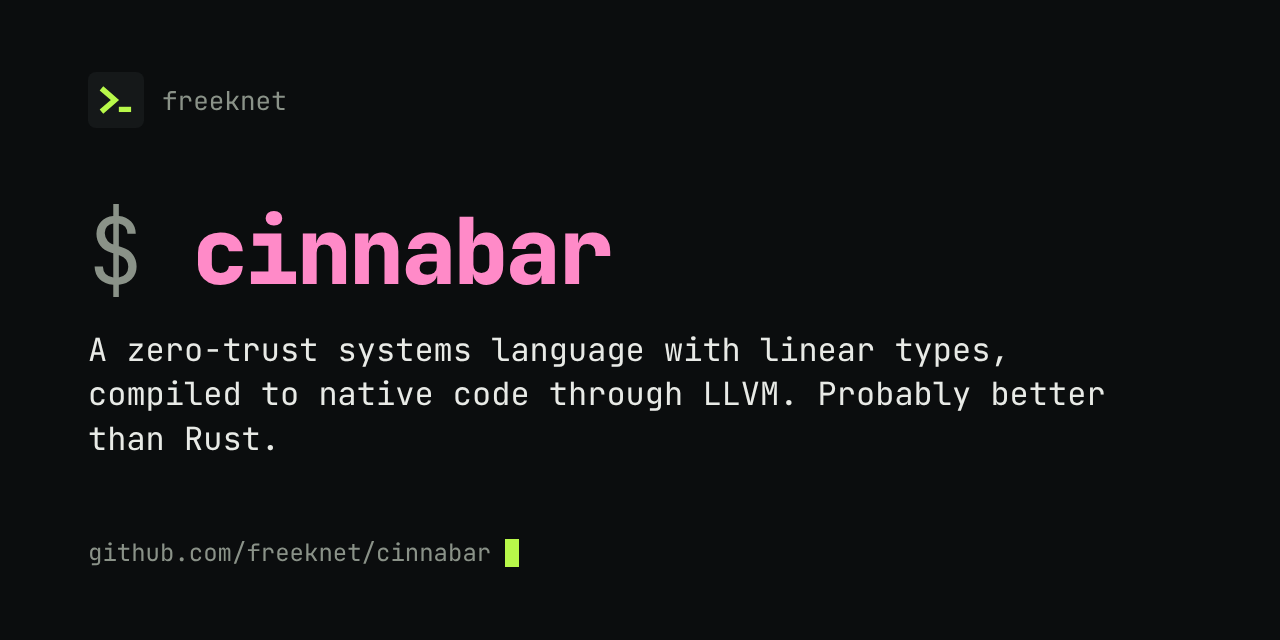 >_ freeknet
$ cinnabar
A zero-trust systems language with linear types,
compiled to native code through LLVM. Probably better
than Rust.
github.com/freeknet/cinnabar